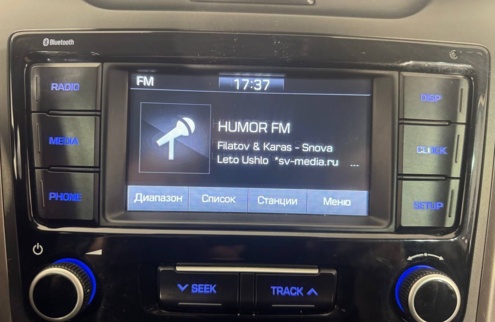 Bluetooth
FM 17:37
RADIO
DISP
HUMOR FM
MEDIA
Filatov & Karas - Snova
CLOCK
Leto Ushlo *sv-media.ru ...
PHONE
Диапазон Список Станции Меню
SETUP
SEEK TRACK